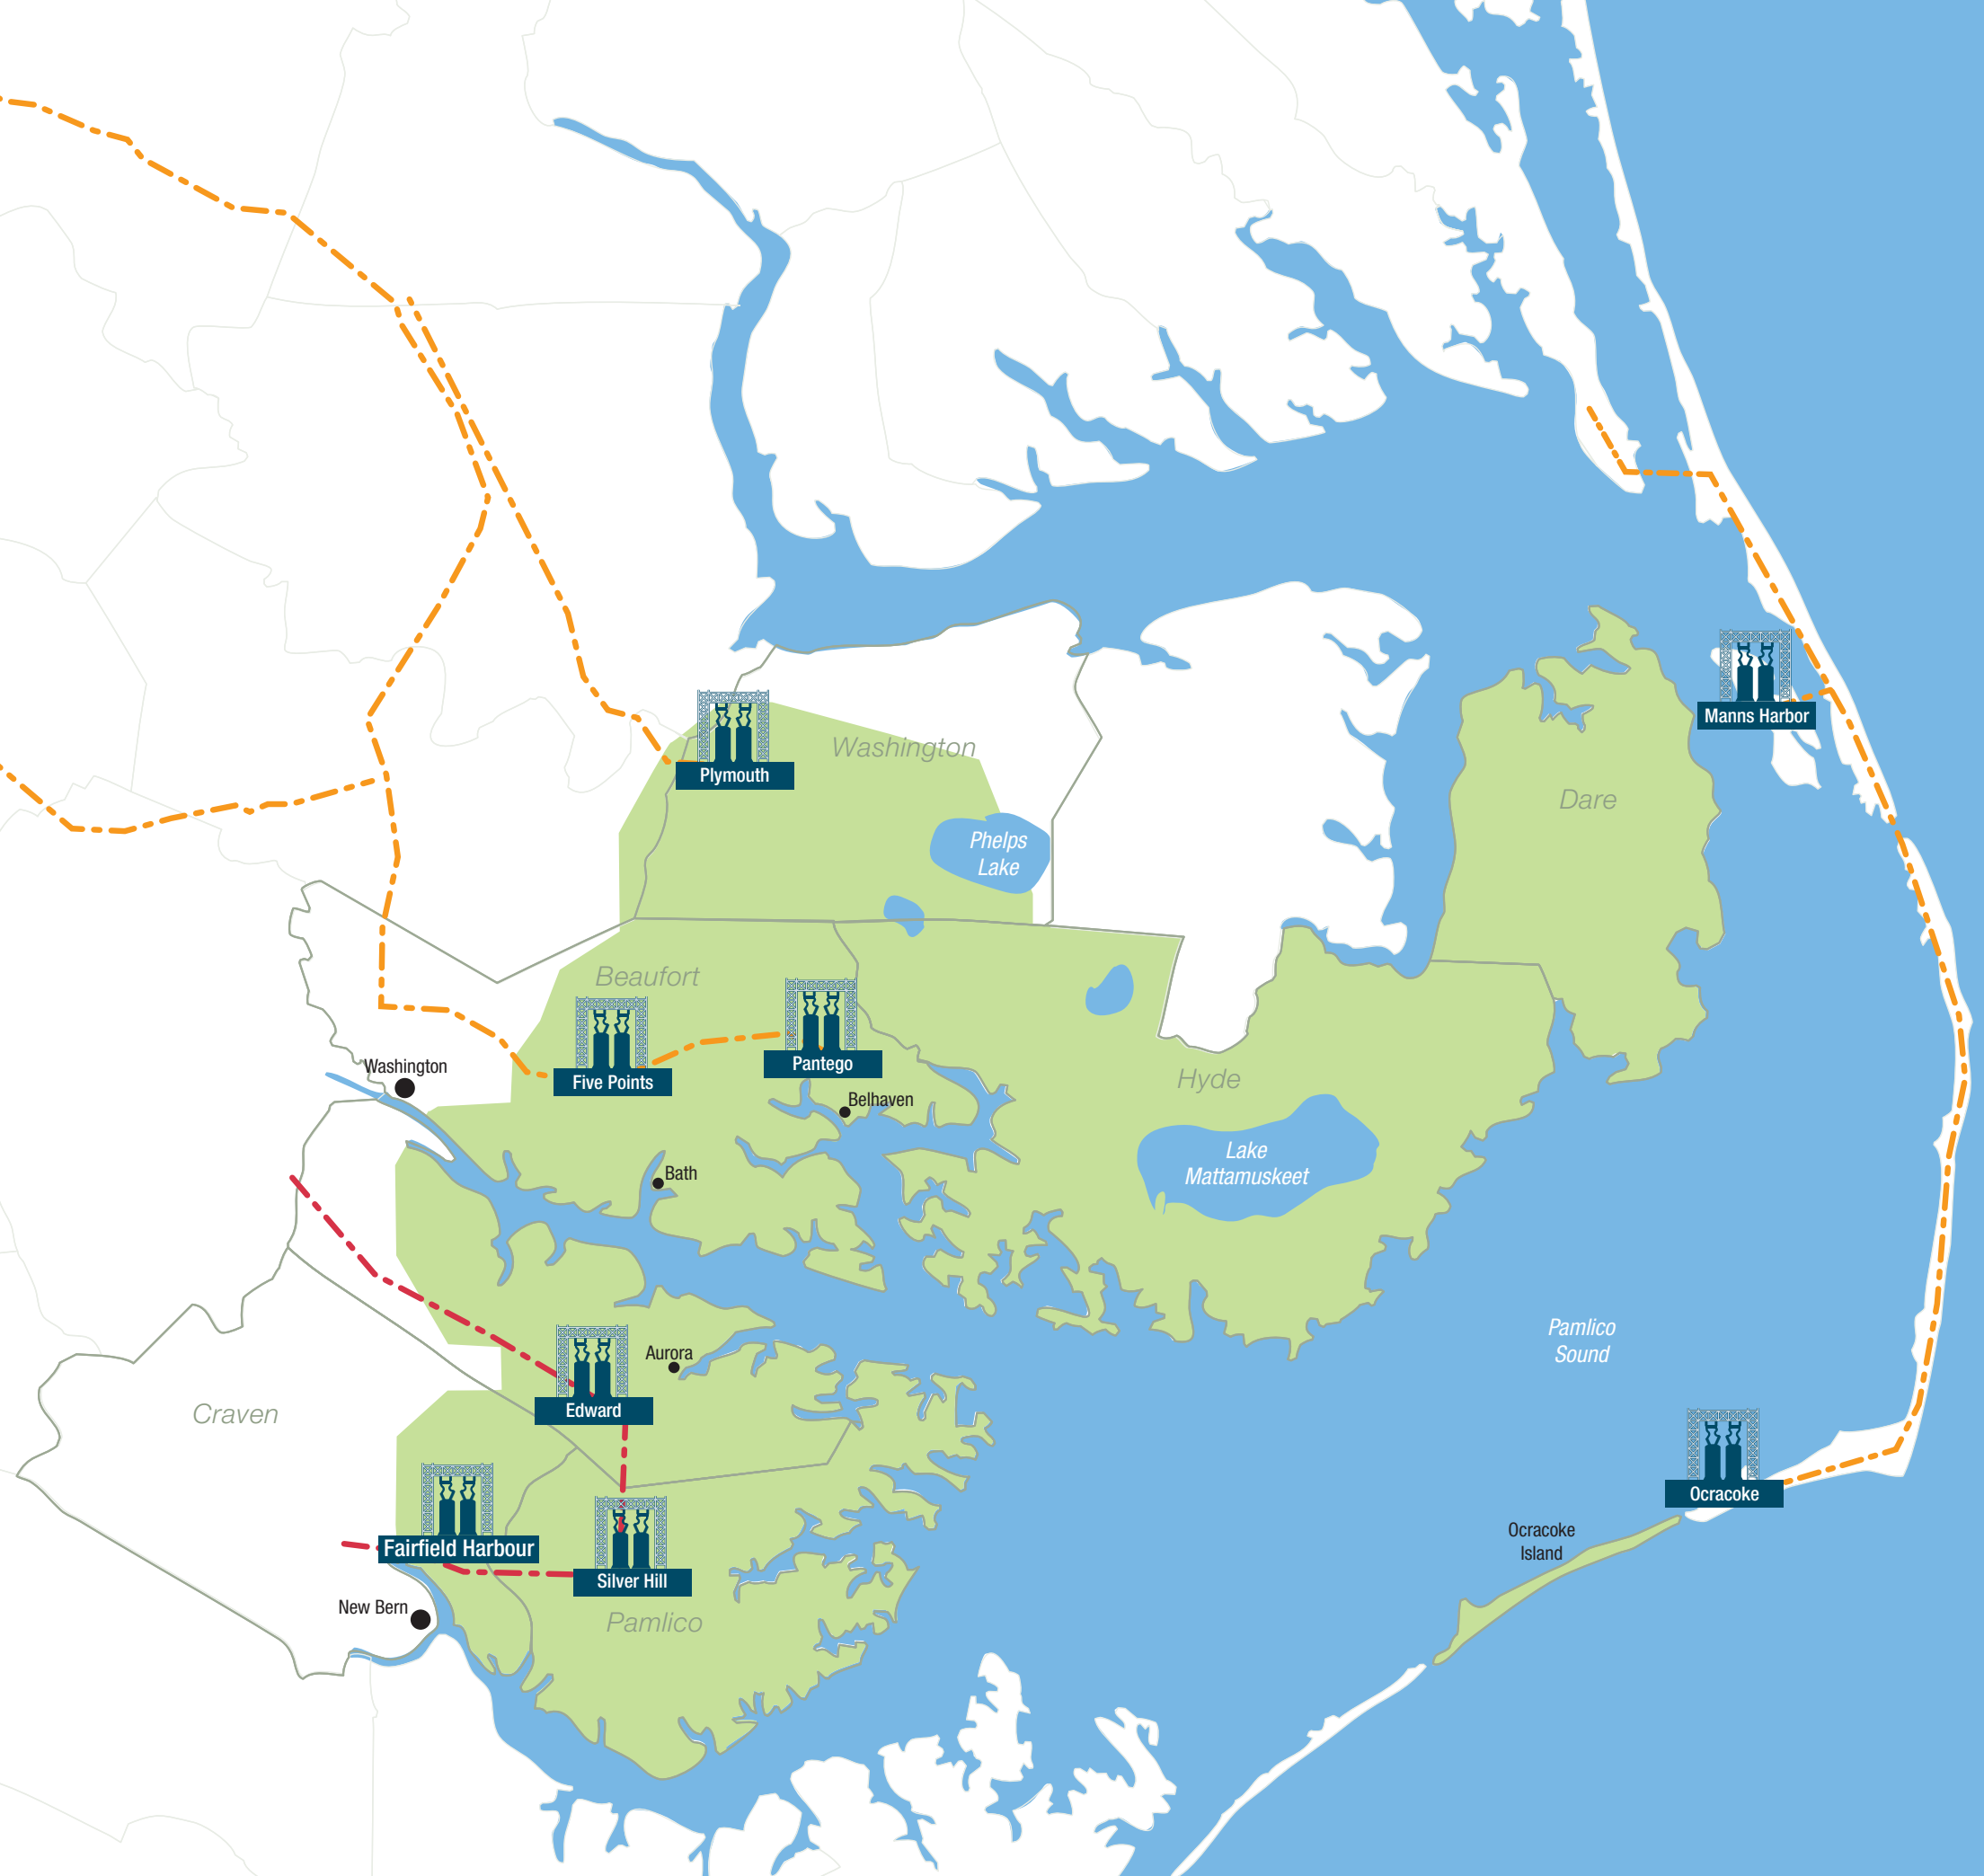 Manns Harbor
Washington
Plymouth
Dare
Phelps
Lake
Beaufort
Pantego
Washington
Five Points
Hyde
Belhaven
Lake
Mattamuskeet
Bath
Pamlico
Sound
Aurora
Edward
Craven
Ocracoke
Ocracoke
Island
Fairfield Harbour
Silver Hill
New Bern
Pamlico